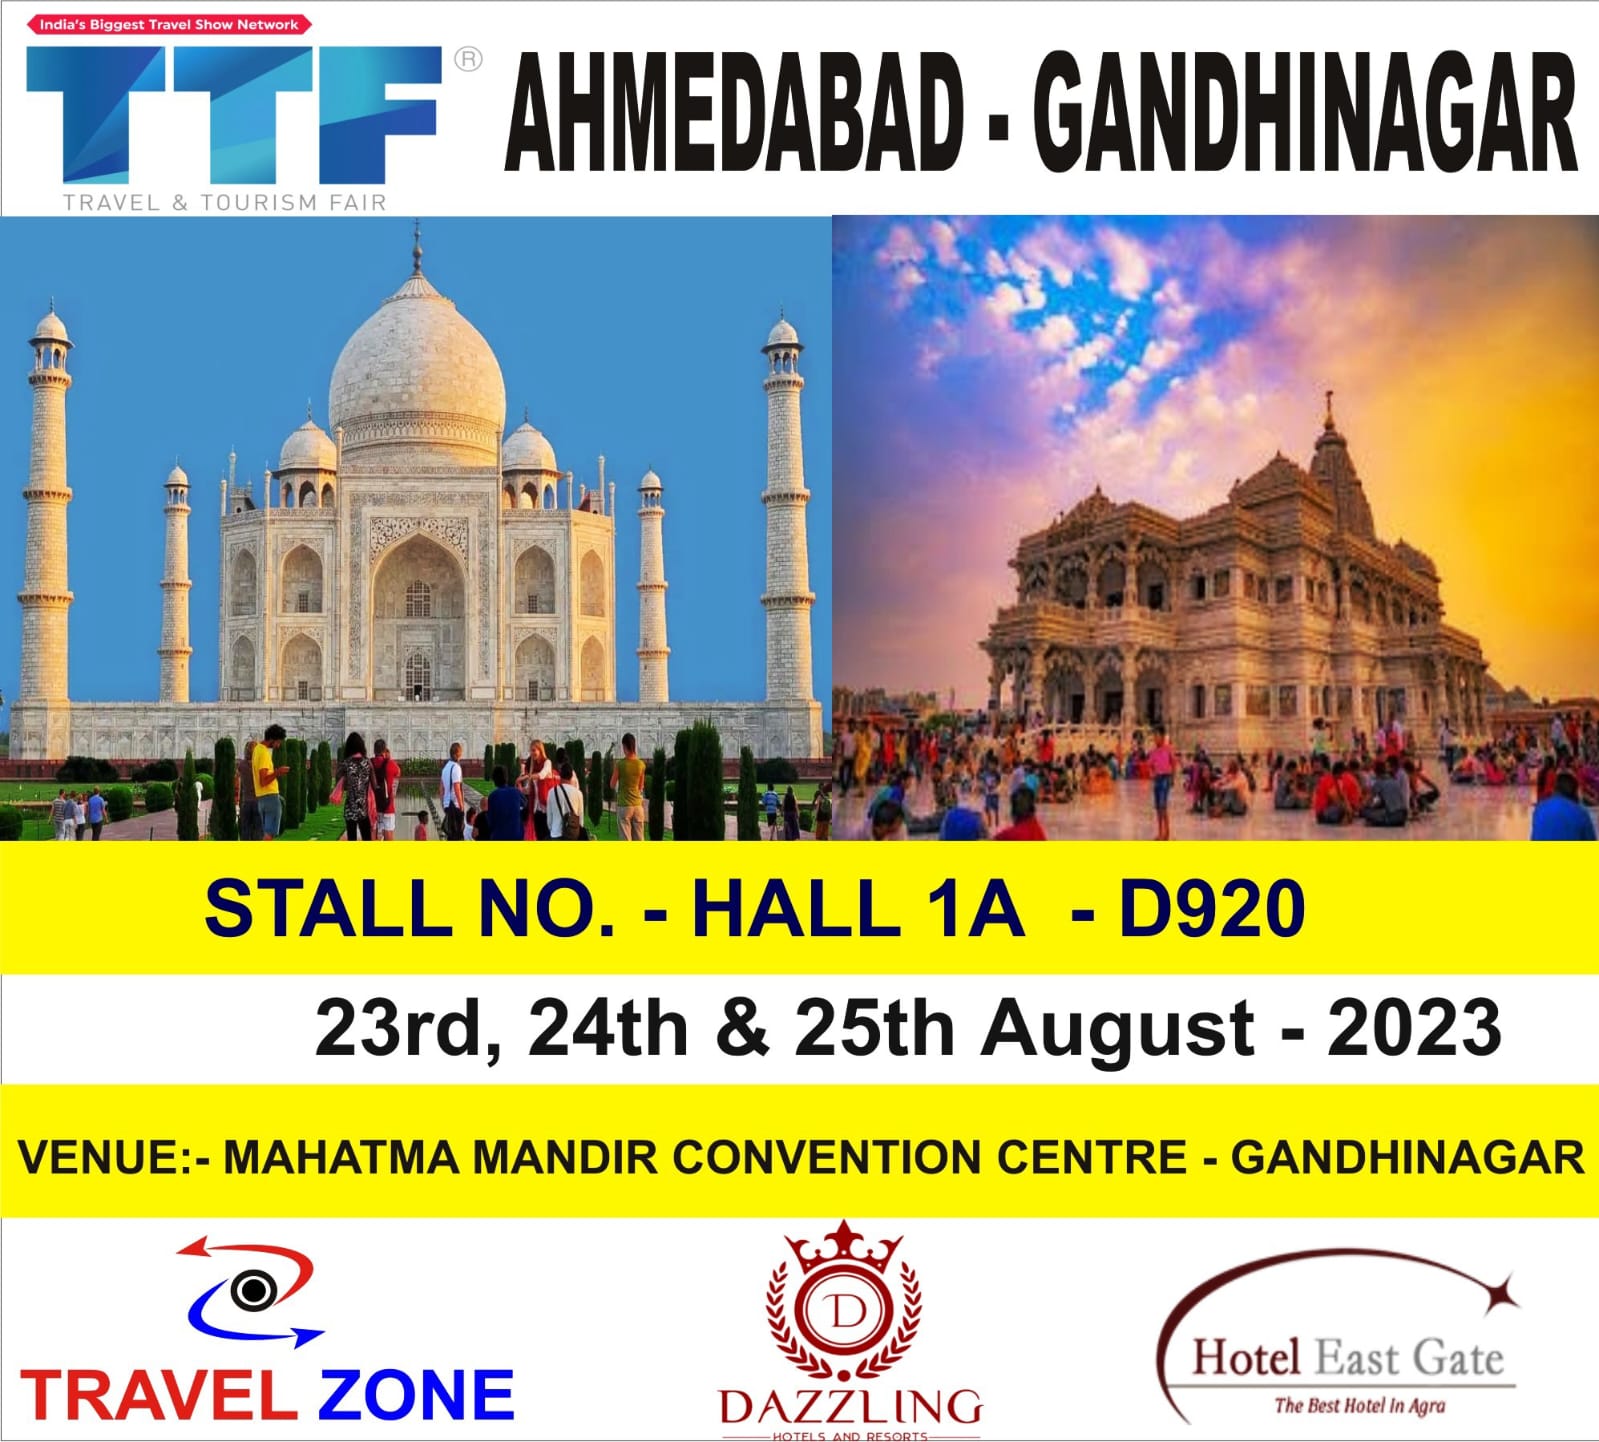 India's Biggest Travel Show Network
TTF®
TRAVEL & TOURISM FAIR
AHMEDABAD - GANDHINAGAR
STALL NO. - HALL 1A - D920
23rd, 24th & 25th August - 2023
VENUE:- MAHATMA MANDIR CONVENTION CENTRE - GANDHINAGAR
TRAVEL ZONE
D
DAZZLING
HOTELS AND RESORTS
Hotel East Gate
The Best Hotel In Agra